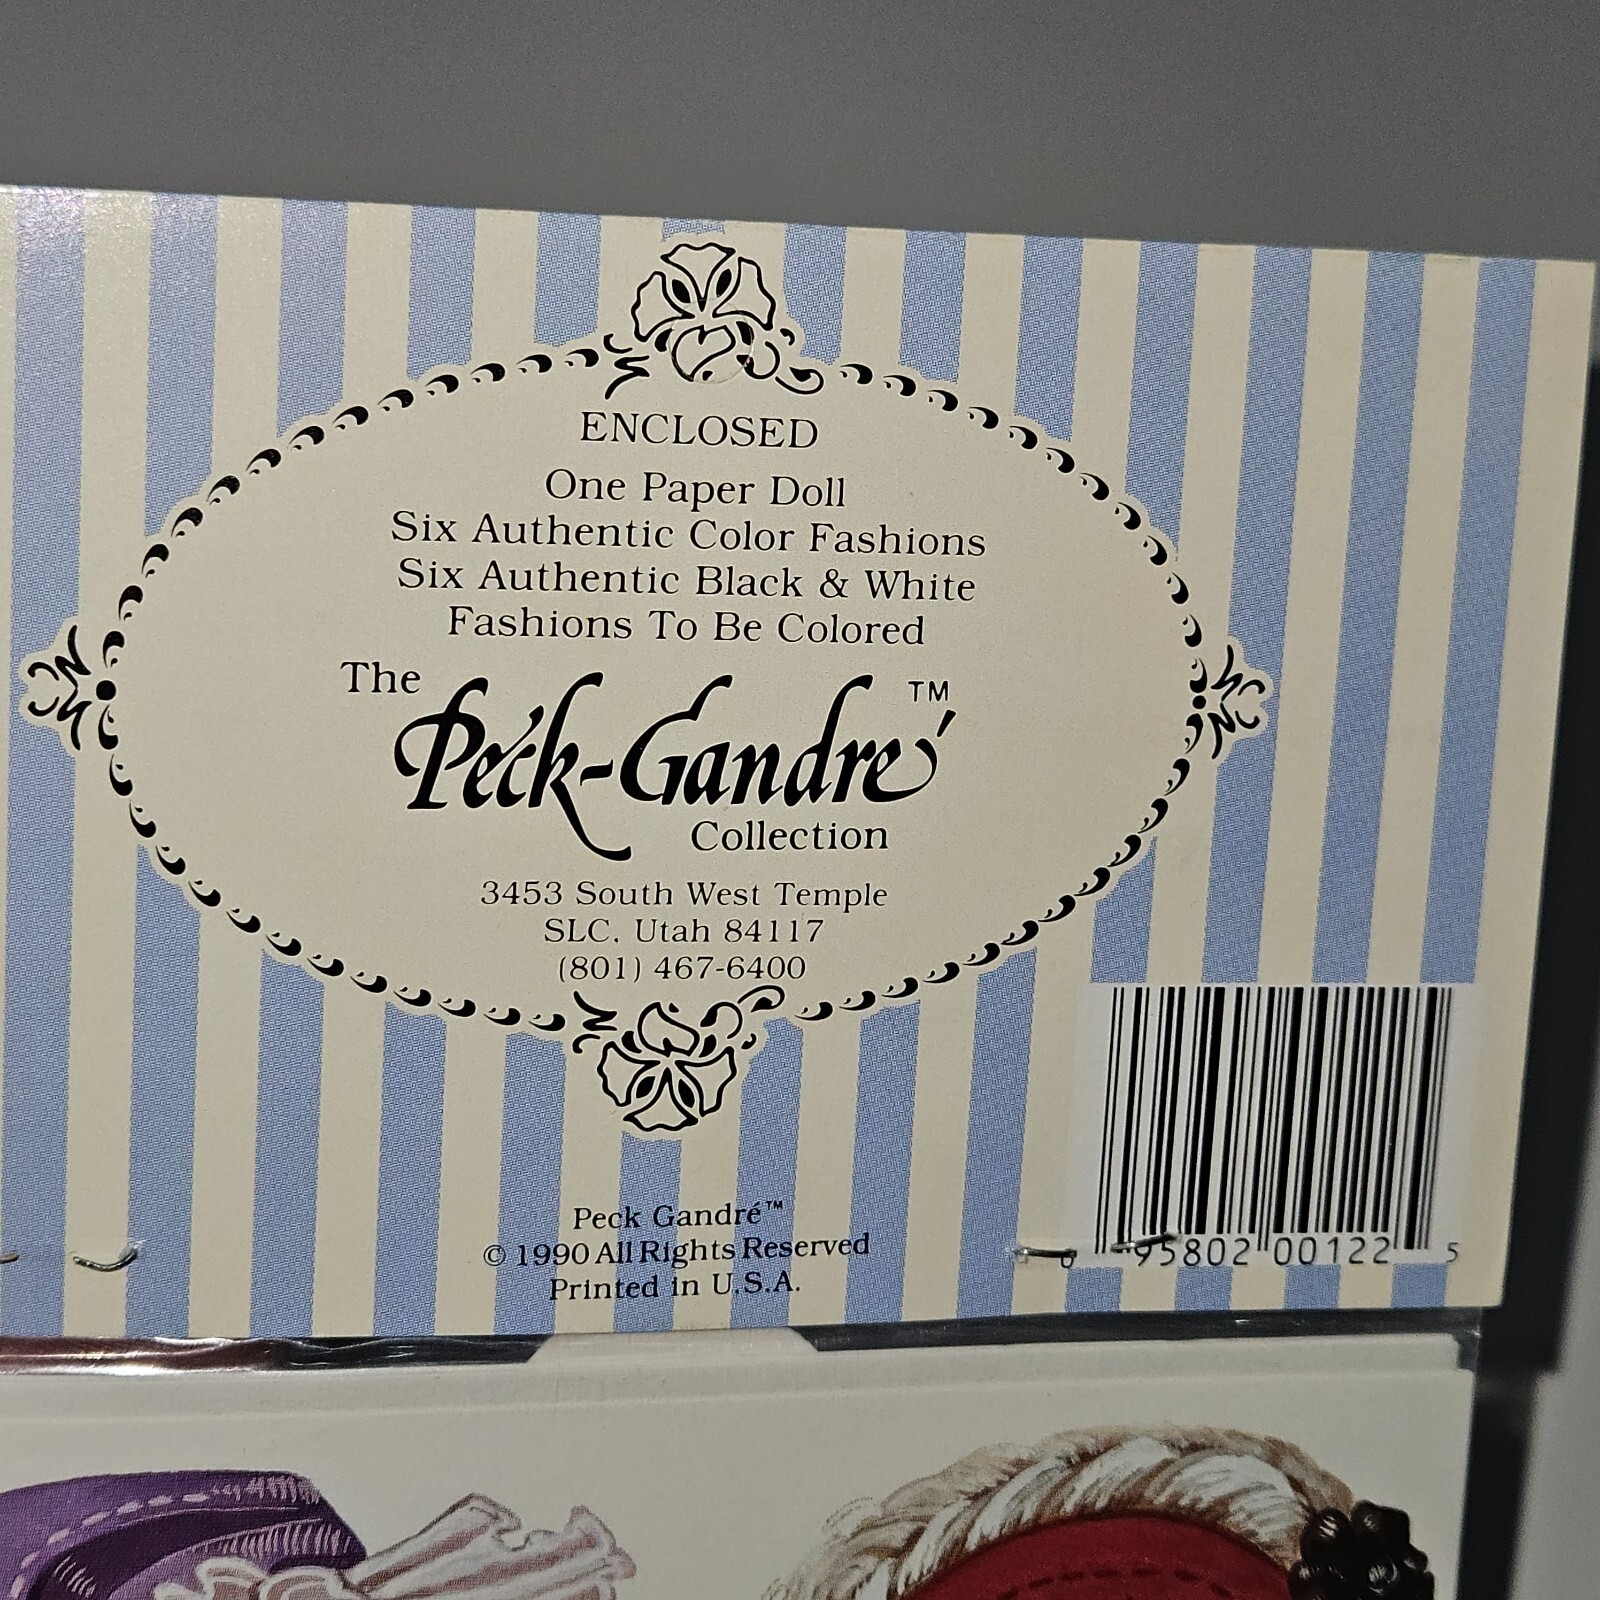 ENCLOSED
One Paper Doll
Six Authentic Color Fashions
Six Authentic Black & White
Fashions To Be Colored
The
Peck-Gandré™
Collection
3453 South West Temple
SLC, Utah 84117
(801) 467-6400
Peck Gandré™
© 1990 All Rights Reserved
Printed in U.S.A.
0 95802 00122 5